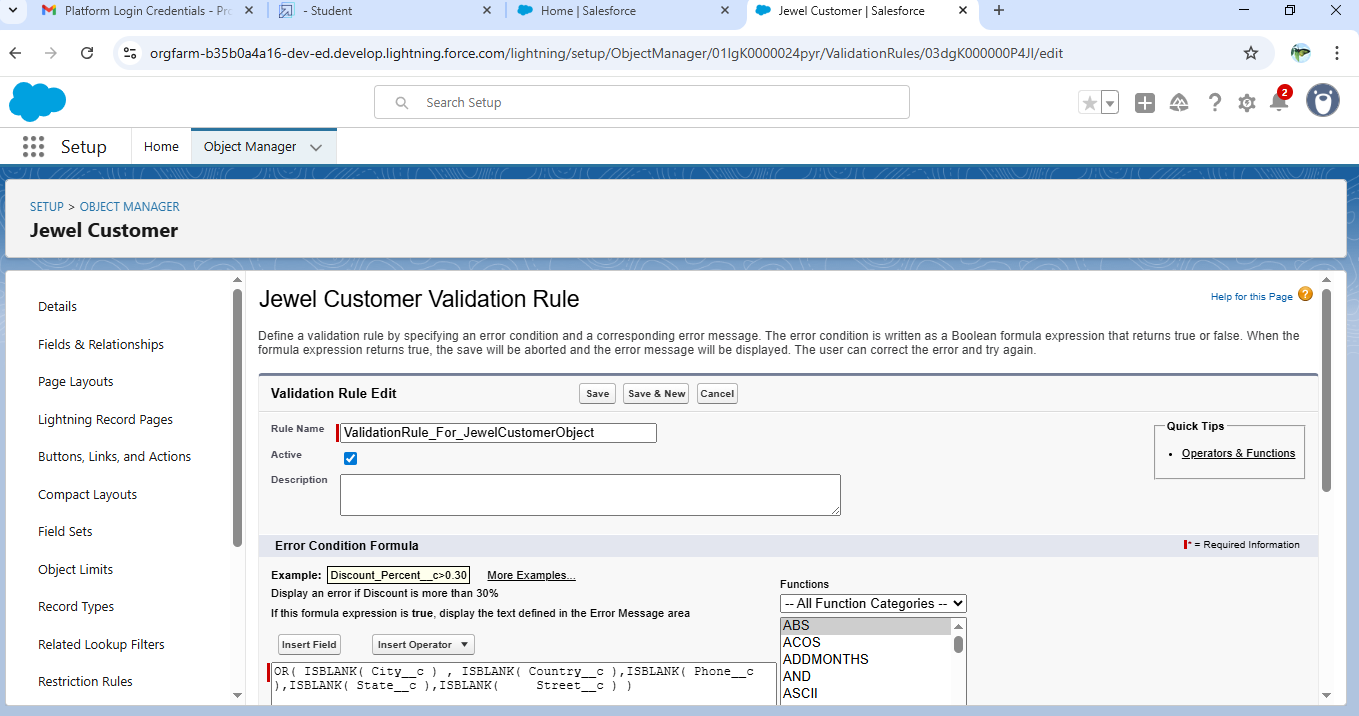 Platform Login Credentials - Pro
- Student
Home | Salesforce
Jewel Customer | Salesforce
orgfarm-b35b0a4a16-dev-ed.develop.lightning.force.com/lightning/setup/ObjectManager/01IgK0000024pyr/ValidationRules/03dgK000000P4JI/edit
Search Setup
2
Setup
Home
Object Manager
SETUP > OBJECT MANAGER
Jewel Customer
Details
Fields & Relationships
Page Layouts
Lightning Record Pages
Buttons, Links, and Actions
Compact Layouts
Field Sets
Object Limits
Record Types
Related Lookup Filters
Restriction Rules
Jewel Customer Validation Rule
Help for this Page ?
Define a validation rule by specifying an error condition and a corresponding error message. The error condition is written as a Boolean formula expression that returns true or false. When the
formula expression returns true, the save will be aborted and the error message will be displayed. The user can correct the error and try again.
Validation Rule Edit
Save
Save & New
Cancel
Rule Name
ValidationRule_For_JewelCustomerObject
Active
Description
Quick Tips
• Operators & Functions
Error Condition Formula
* = Required Information
Example: Discount_Percent__c>0.30 More Examples...
Display an error if Discount is more than 30%
If this formula expression is true, display the text defined in the Error Message area
Insert Field
Insert Operator
OR( ISBLANK( City__c ) , ISBLANK( Country__c ),ISBLANK( Phone__c
),ISBLANK( State__c ),ISBLANK(     Street__c ) )
Functions
-- All Function Categories --
ABS
ACOS
ADDMONTHS
AND
ASCII